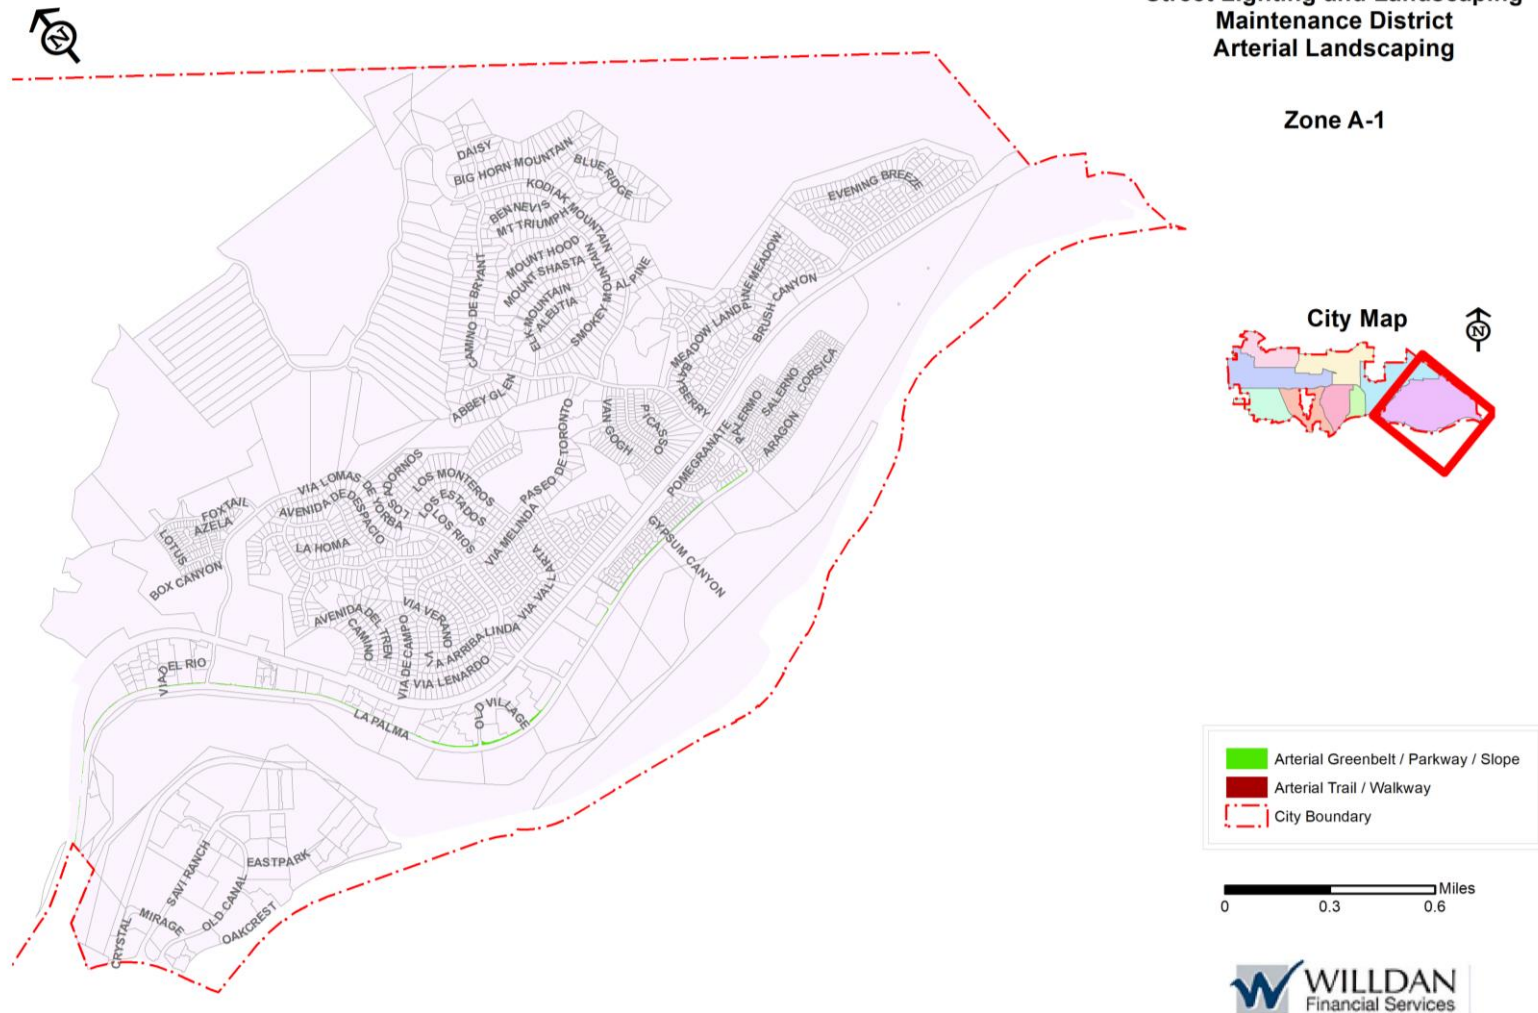 Street Lighting and Landscaping
Maintenance District
Arterial Landscaping
Zone A-1
N
City Map
N
DAISY
BIG HORN MOUNTAIN
BLUE RIDGE
KODIAK MOUNTAIN
BEN NEVIS
MT TRIUMPH
MOUNT HOOD
MOUNT SHASTA
ELK MOUNTAIN
ALEUTIA
SMOKEY MOUNTAIN
ALPINE
CAMINO DE BRYANT
EVENING BREEZE
PINE MEADOW
BRUSH CANYON
MEADOW LAND
BAYBERRY
ABBEY GLEN
VAN GOGH
PICASSO
PALERMO
SALERNO
CORSICA
ARAGON
POMEGRANATE
PASEO DE TORONTO
GYPSUM CANYON
VIA LOMAS DE YORBA
LOS ADORNOS
LOS MONTEROS
LOS ESTADOS
LOS RIOS
AVENIDA DE DESPACIO
VIA MELINDA
FOXTAIL
AZELA
LOTUS
BOX CANYON
LA HOMA
VIA VALLARTA
AVENIDA DEL TREN
CAMINO
VIA DE CAMPO
VIA VERANO
VIA ARRIBA LINDA
VIA LENARDO
VIA DEL RIO
LA PALMA
OLD VILLAGE
SAVI RANCH
EASTPARK
OLD CANAL
MIRAGE
OAKCREST
CRYSTAL
Arterial Greenbelt / Parkway / Slope
Arterial Trail / Walkway
City Boundary
Miles
0 0.3 0.6
WILLDAN
Financial Services